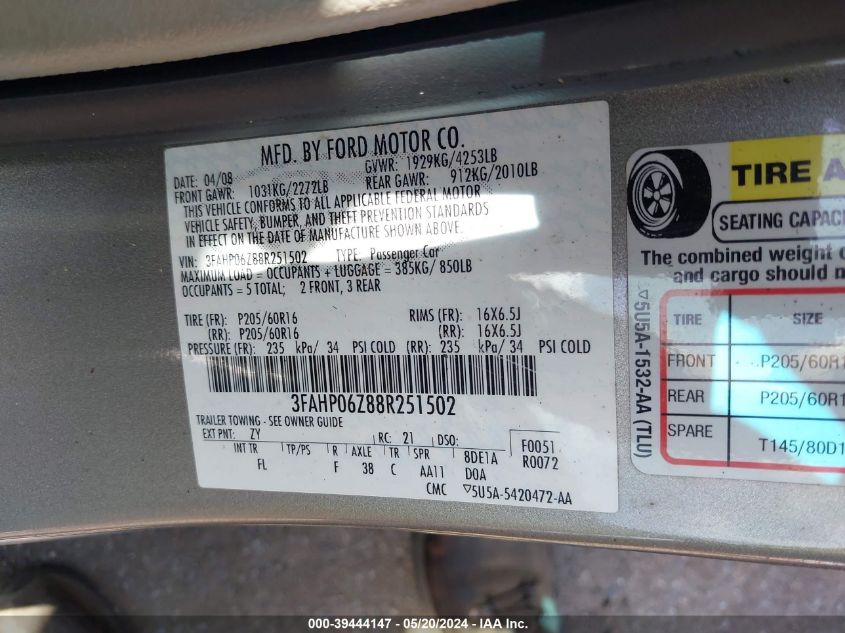 MFD. BY FORD MOTOR CO.
DATE: 04/08 GVWR: 1929KG/4253LB
FRONT GAWR: 1031KG/2272LB REAR GAWR: 912KG/2010LB
THIS VEHICLE CONFORMS TO ALL APPLICABLE FEDERAL MOTOR
VEHICLE SAFETY, BUMPER, AND THEFT PREVENTION STANDARDS
IN EFFECT ON THE DATE OF MANUFACTURE SHOWN ABOVE.
VIN: 3FAHP06Z88R251502 TYPE: Passenger Car
MAXIMUM LOAD = OCCUPANTS + LUGGAGE = 385KG/ 850LB
OCCUPANTS = 5 TOTAL; 2 FRONT, 3 REAR
TIRE (FR): P205/60R16 RIMS (FR): 16X6.5J
(RR): P205/60R16 (RR): 16X6.5J
PRESSURE (FR): 235 kPa/ 34 PSI COLD (RR): 235 kPa/ 34 PSI COLD
3FAHP06Z88R251502
TRAILER TOWING - SEE OWNER GUIDE
EXT PNT: ZY RC: 21 DSO: F0051
INT TR TP/PS R AXLE TR SPR 8DE1A R0072
FL F 38 C AA11 D0A
CMC ▽5U5A-5420472-AA
TIRE A
SEATING CAPAC
The combined weight o
and cargo should n
TIRE SIZE
FRONT P205/60R1
REAR P205/60R1
SPARE T145/80D1
▽5U5A-1532-AA (TLU)
000-39444147 - 05/20/2024 - IAA Inc.